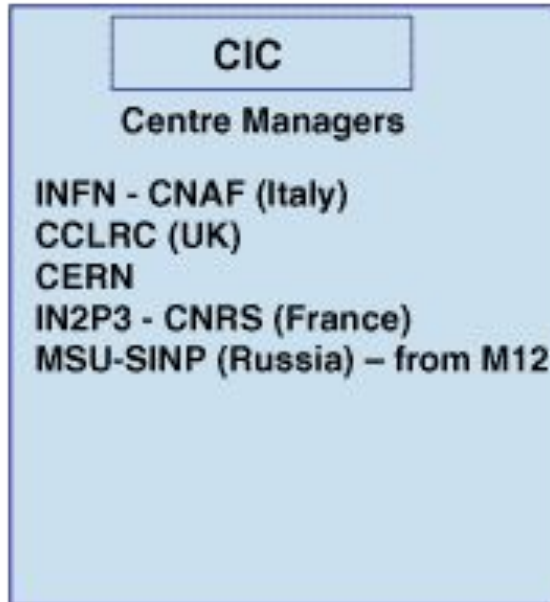 CIC
Centre Managers
INFN - CNAF (Italy)
CCLRC (UK)
CERN
IN2P3 - CNRS (France)
MSU-SINP (Russia) – from M12